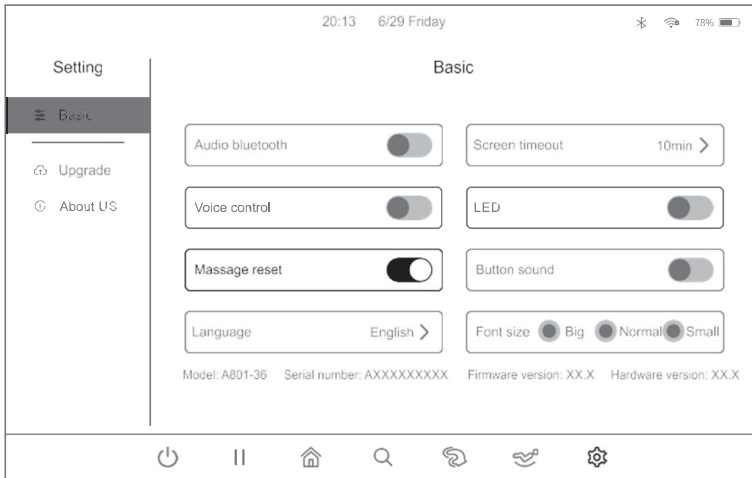 20:13 6/29 Friday 78%
Setting
Basic
Basic
Upgrade
About US
Audio bluetooth
Screen timeout 10min
Voice control
LED
Massage reset
Button sound
Language English
Font size Big Normal Small
Model: A801-36 Serial number: AXXXXXXXXX Firmware version: XX.X Hardware version: XX.X